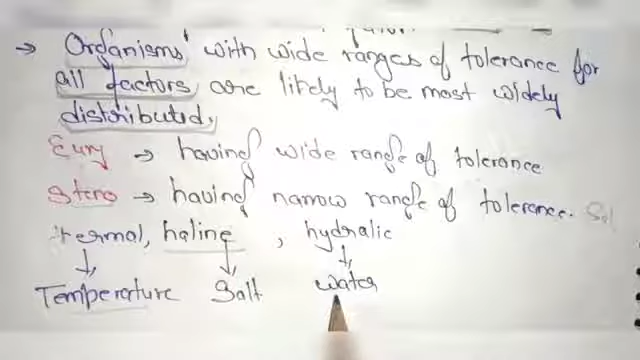 → Organisms with wide ranges of tolerance for
all factors are likely to be most widely
distributed.
Eury → having wide range of tolerance
Steno → having narrow range of tolerance.
thermal, haline, hydralic
↓ ↓ ↓
Temperature Salt water